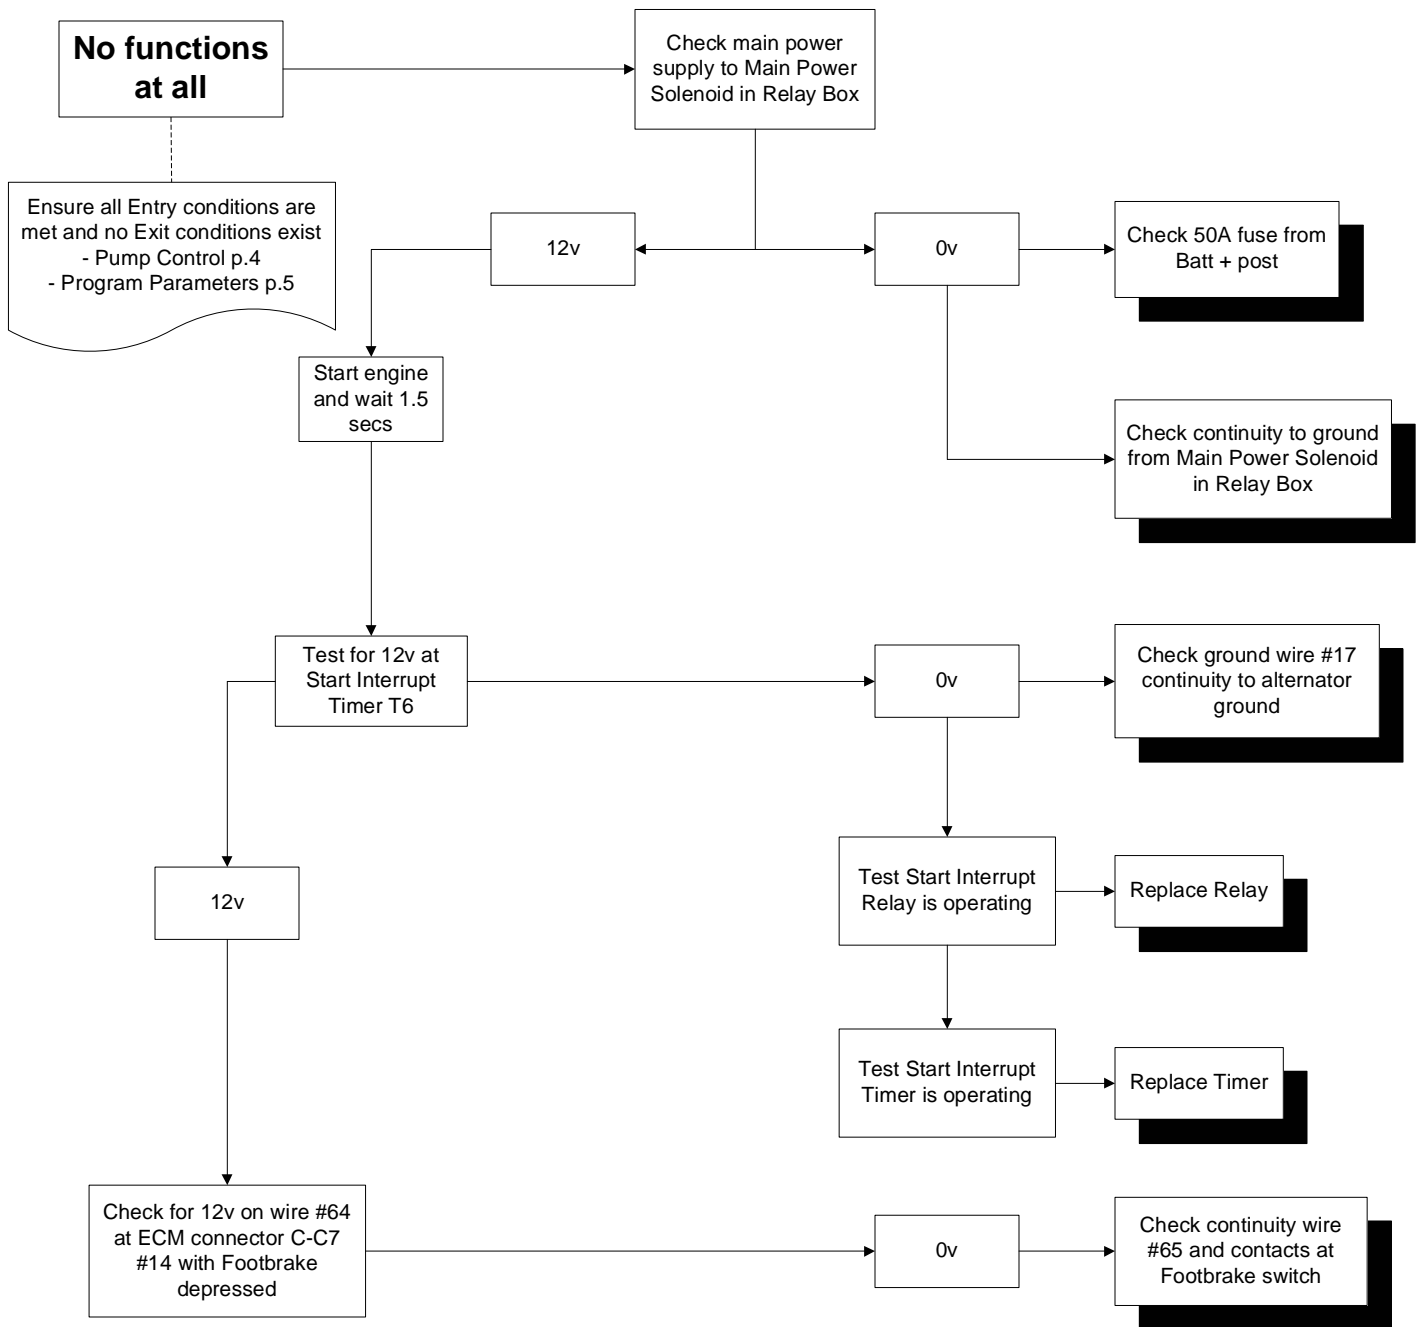 No functions
at all
Check main power
supply to Main Power
Solenoid in Relay Box
Ensure all Entry conditions are
met and no Exit conditions exist
- Pump Control p.4
- Program Parameters p.5
12v
0v
Check 50A fuse from
Batt + post
Start engine
and wait 1.5
secs
Check continuity to ground
from Main Power Solenoid
in Relay Box
Test for 12v at
Start Interrupt
Timer T6
0v
Check ground wire #17
continuity to alternator
ground
12v
Test Start Interrupt
Relay is operating
Replace Relay
Test Start Interrupt
Timer is operating
Replace Timer
Check for 12v on wire #64
at ECM connector C-C7
#14 with Footbrake
depressed
0v
Check continuity wire
#65 and contacts at
Footbrake switch